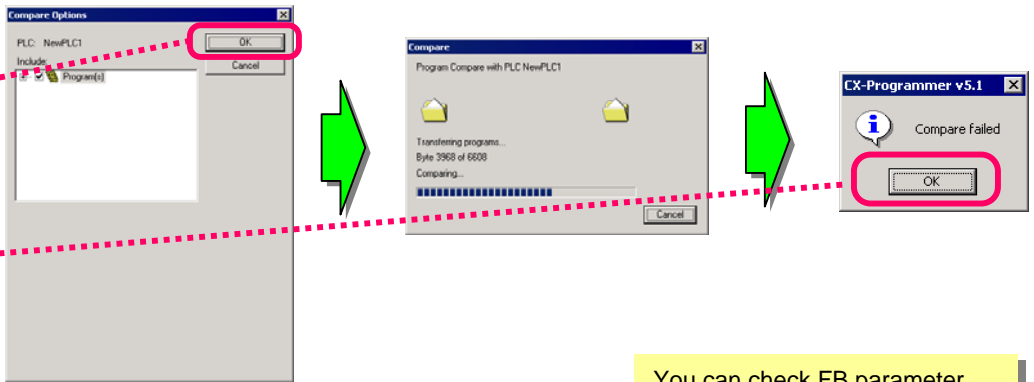 Compare Options
PLC: NewPLC1
OK
Include:
Cancel
Program(s)
Compare
Program Compare with PLC NewPLC1
Transferring programs...
Byte 3968 of 6608
Comparing...
Cancel
CX-Programmer v5.1
Compare failed
OK
You can check FB parameter